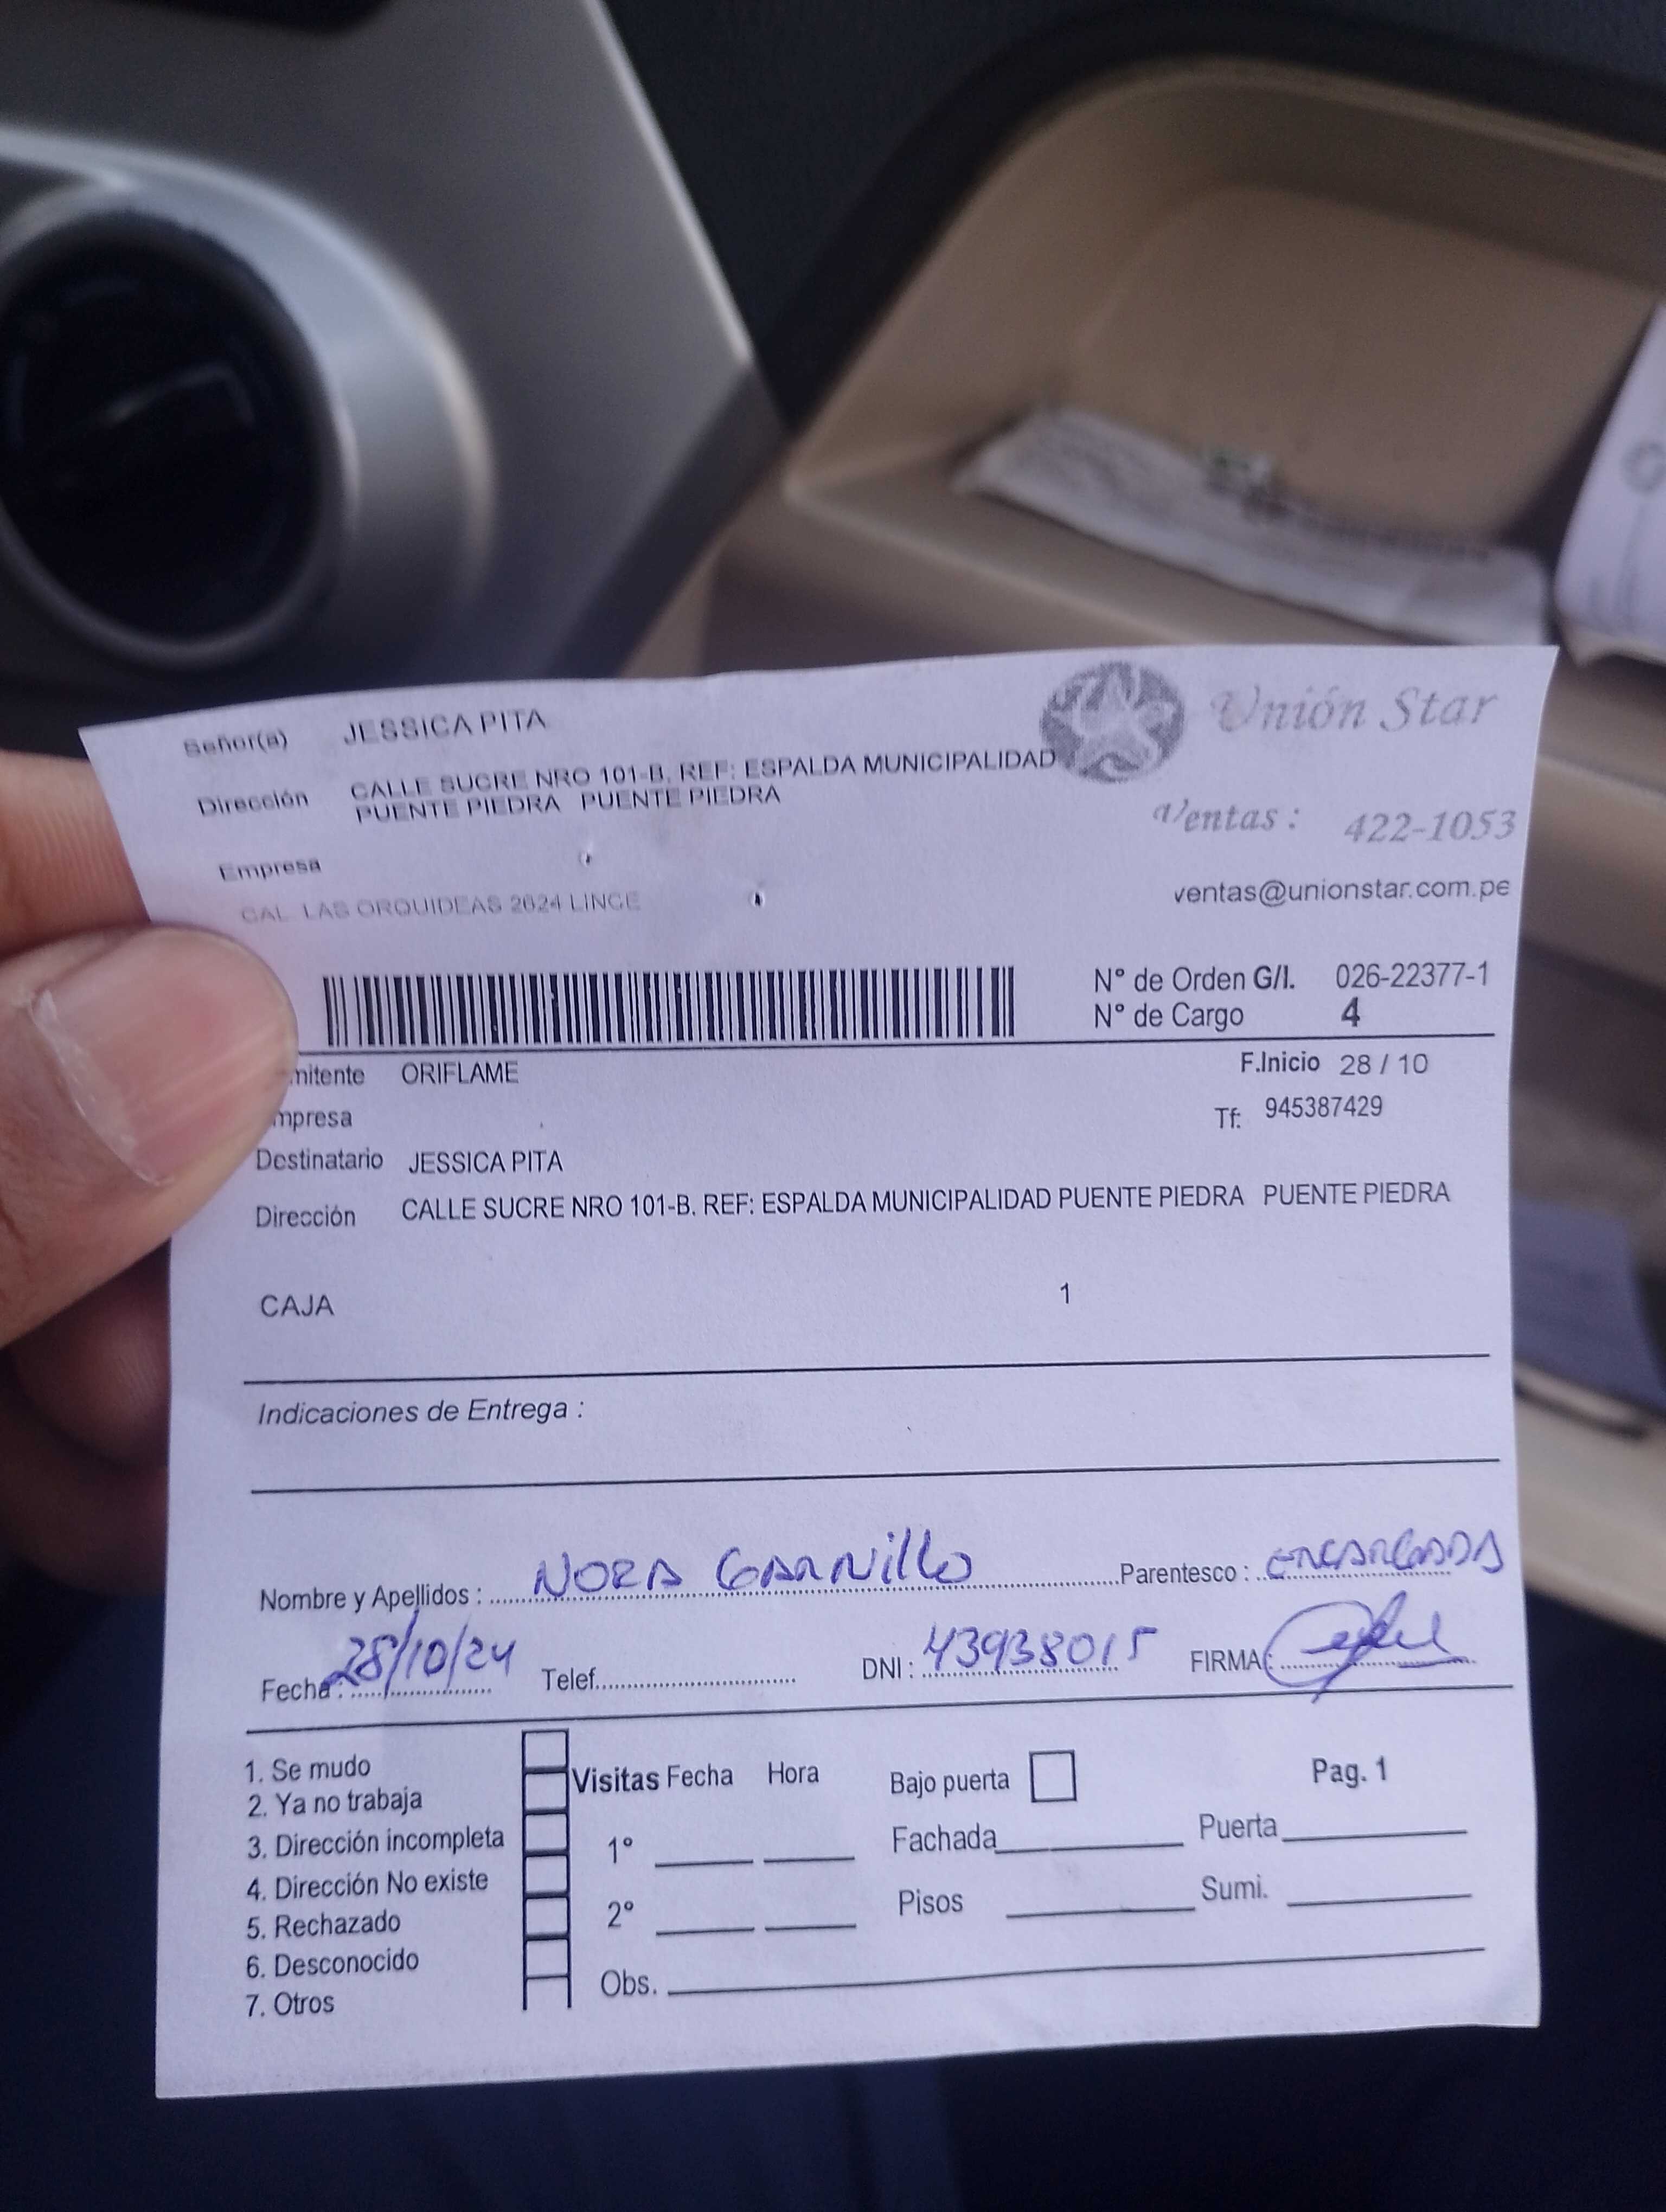 Señor(a) JESSICA PITA
Unión Star
Dirección CALLE SUCRE NRO 101-B. REF: ESPALDA MUNICIPALIDAD
PUENTE PIEDRA PUENTE PIEDRA
Ventas : 422-1053
Empresa
ventas@unionstar.com.pe
CAL. LAS ORQUIDEAS 2624 LINCE
N° de Orden G/I. 026-22377-1
N° de Cargo 4
mitente ORIFLAME F.Inicio 28 / 10
mpresa Tf: 945387429
Destinatario JESSICA PITA
Dirección CALLE SUCRE NRO 101-B. REF: ESPALDA MUNICIPALIDAD PUENTE PIEDRA PUENTE PIEDRA
CAJA 1
Indicaciones de Entrega :
Nombre y Apellidos : NORA Parentesco : ENCARGADA
Fecha : 28/10/24 Telef. DNI : 43938015 FIRMA :
1. Se mudo
2. Ya no trabaja
3. Dirección incompleta
4. Dirección No existe
5. Rechazado
6. Desconocido
7. Otros
Visitas Fecha Hora
1°
2°
Obs.
Bajo puerta
Fachada
Pisos
Pag. 1
Puerta
Sumi.